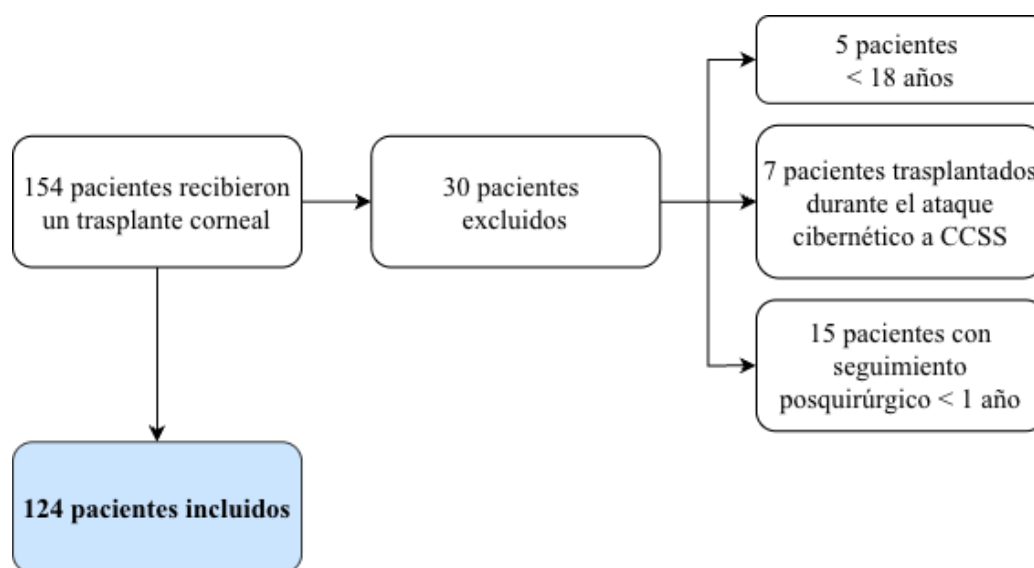 154 pacientes recibieron
un trasplante corneal
30 pacientes
excluidos
5 pacientes
< 18 años
7 pacientes trasplantados
durante el ataque
cibernético a CCSS
15 pacientes con
seguimiento
posquirúrgico < 1 año
124 pacientes incluidos